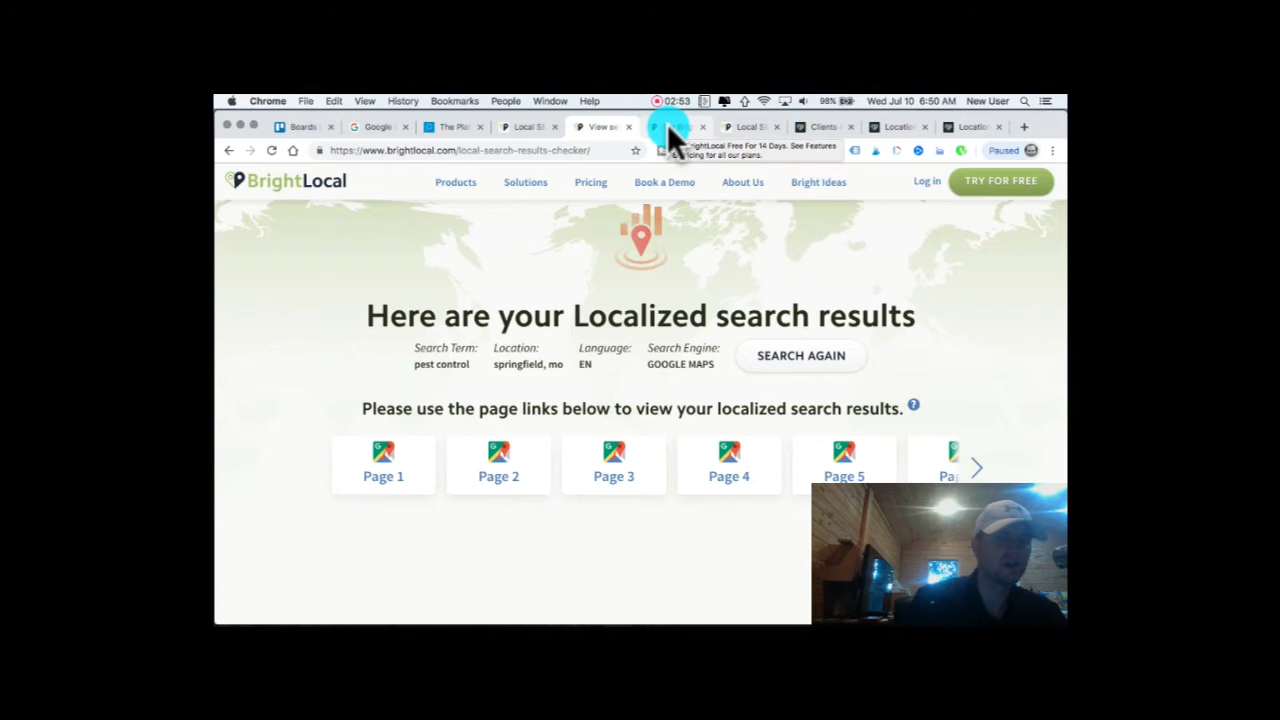 Chrome File Edit View History Bookmarks People Window Help 02:53 98% Wed Jul 10 6:50 AM New User
Boards Google The Pla Local S View se Local S Clients Locatio Locatio
https://www.brightlocal.com/local-search-results-checker/ Paused
rightLocal Free For 14 Days. See Features
cing for all our plans.
BrightLocal Products Solutions Pricing Book a Demo About Us Bright Ideas Log in TRY FOR FREE
Here are your Localized search results
Search Term: Location: Language: Search Engine: SEARCH AGAIN
pest control springfield, mo EN GOOGLE MAPS
Please use the page links below to view your localized search results. ?
Page 1 Page 2 Page 3 Page 4 Page 5 Pa